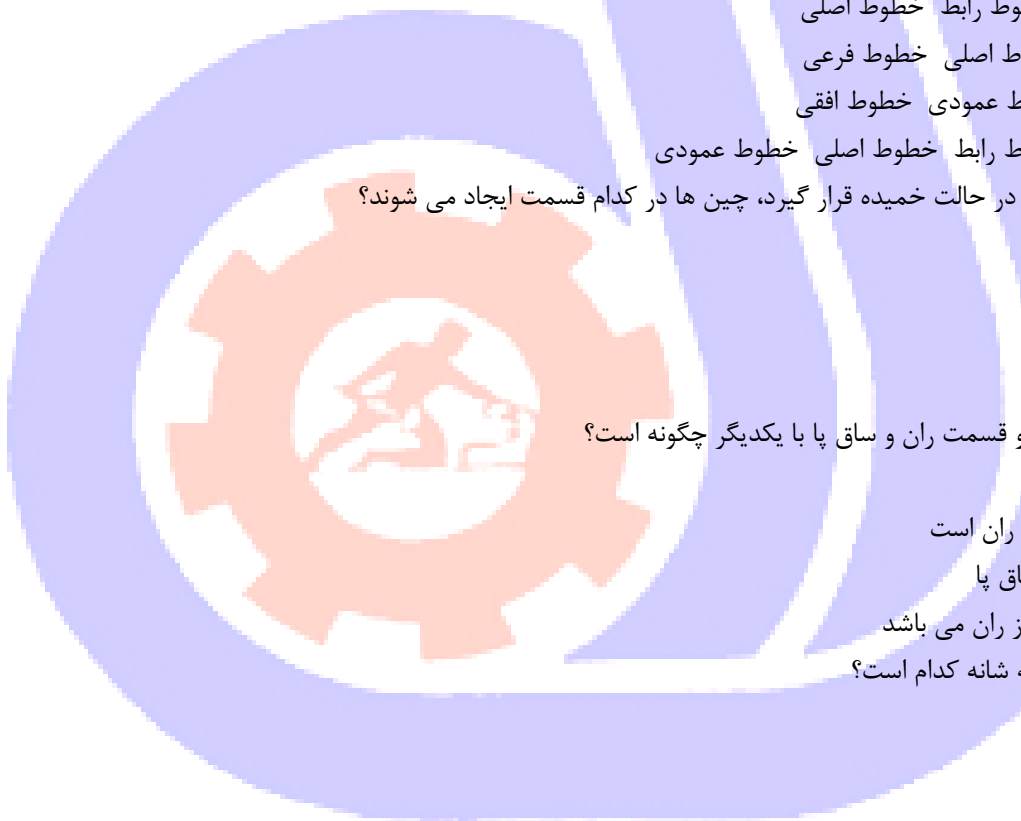 رابط خطوط اصلی
اصلی خطوط فرعی
عمودی خطوط افقی
رابط خطوط اصلی خطوط عمودی
در حالت خمیده قرار گیرد، چین ها در کدام قسمت ایجاد می شوند؟
و قسمت ران و ساق پا با یکدیگر چگونه است؟
ران است
پا
ران می باشد
شانه کدام است؟